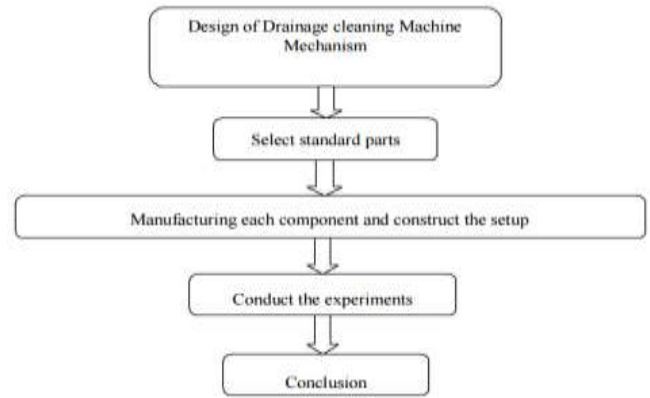 Design of Drainage cleaning Machine
Mechanism
Select standard parts
Manufacturing each component and construct the setup
Conduct the experiments
Conclusion